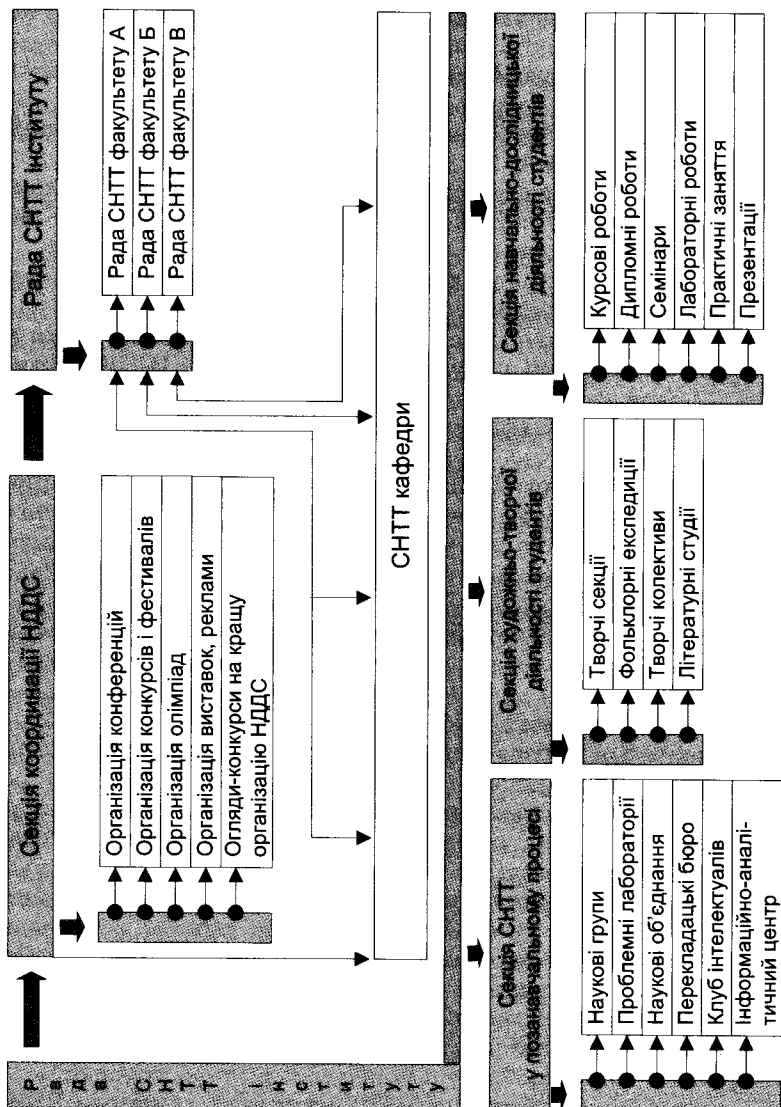 Рада СНТТ інституту
Секція координації НДДС
Організація конференцій
Організація конкурсів і фестивалів
Організація олімпіад
Організація виставок, реклами
Огляди-конкурси на кращу
організацію НДДС
Рада СНТТ інституту
Рада СНТТ факультету А
Рада СНТТ факультету Б
Рада СНТТ факультету В
СНТТ кафедри
Секція СНТТ
у позанавчальному процесі
Наукові групи
Проблемні лабораторії
Наукові об'єднання
Перекладацькі бюро
Клуб інтелектуалів
Інформаційно-аналі-
тичний центр
Секція художньо-творчої
діяльності студентів
Творчі секції
Фольклорні експедиції
Творчі колективи
Літературні студії
Секція навчально-дослідницької
діяльності студентів
Курсові роботи
Дипломні роботи
Семінари
Лабораторні роботи
Практичні заняття
Презентації